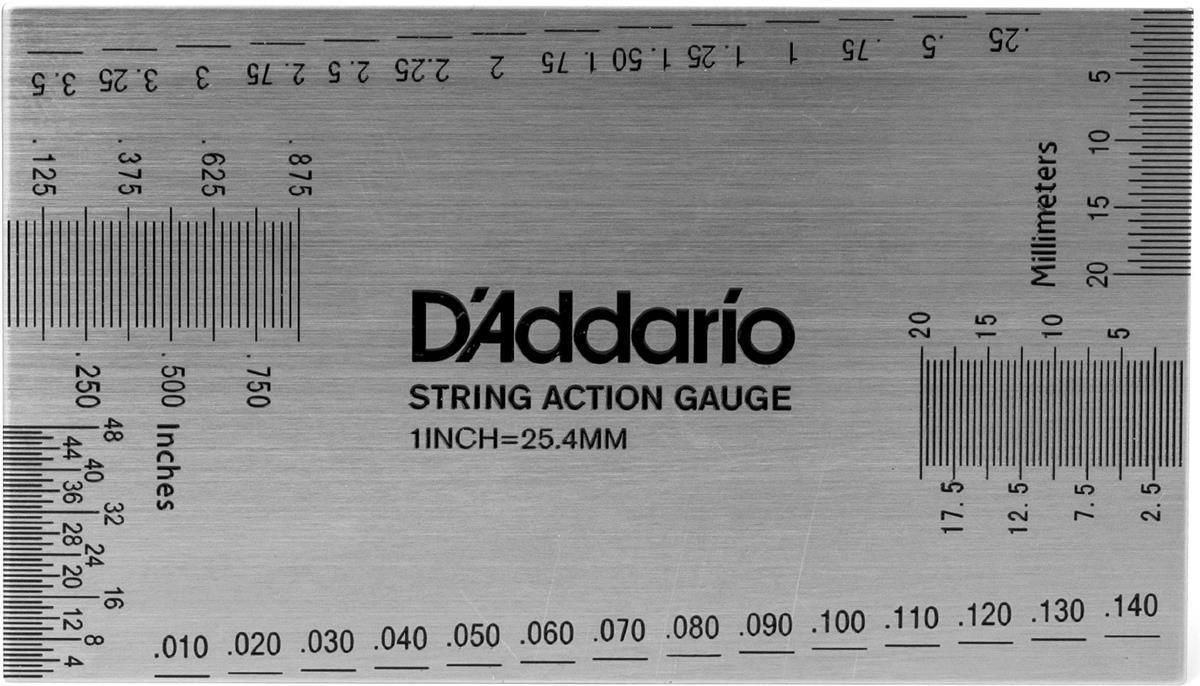 3.5 3.25 3 2.75 2.5 2.25 2 1.75 1.50 1.25 1 .75 .5 .25
.125 .375 .625 .875
.250 .500 .750
Inches
48 44 40 36 32 28 24 20 16 12 8 4
D'Addario
STRING ACTION GAUGE
1INCH=25.4MM
Millimeters
5 10 15 20
20 15 10 5
17.5 12.5 7.5 2.5
.010 .020 .030 .040 .050 .060 .070 .080 .090 .100 .110 .120 .130 .140